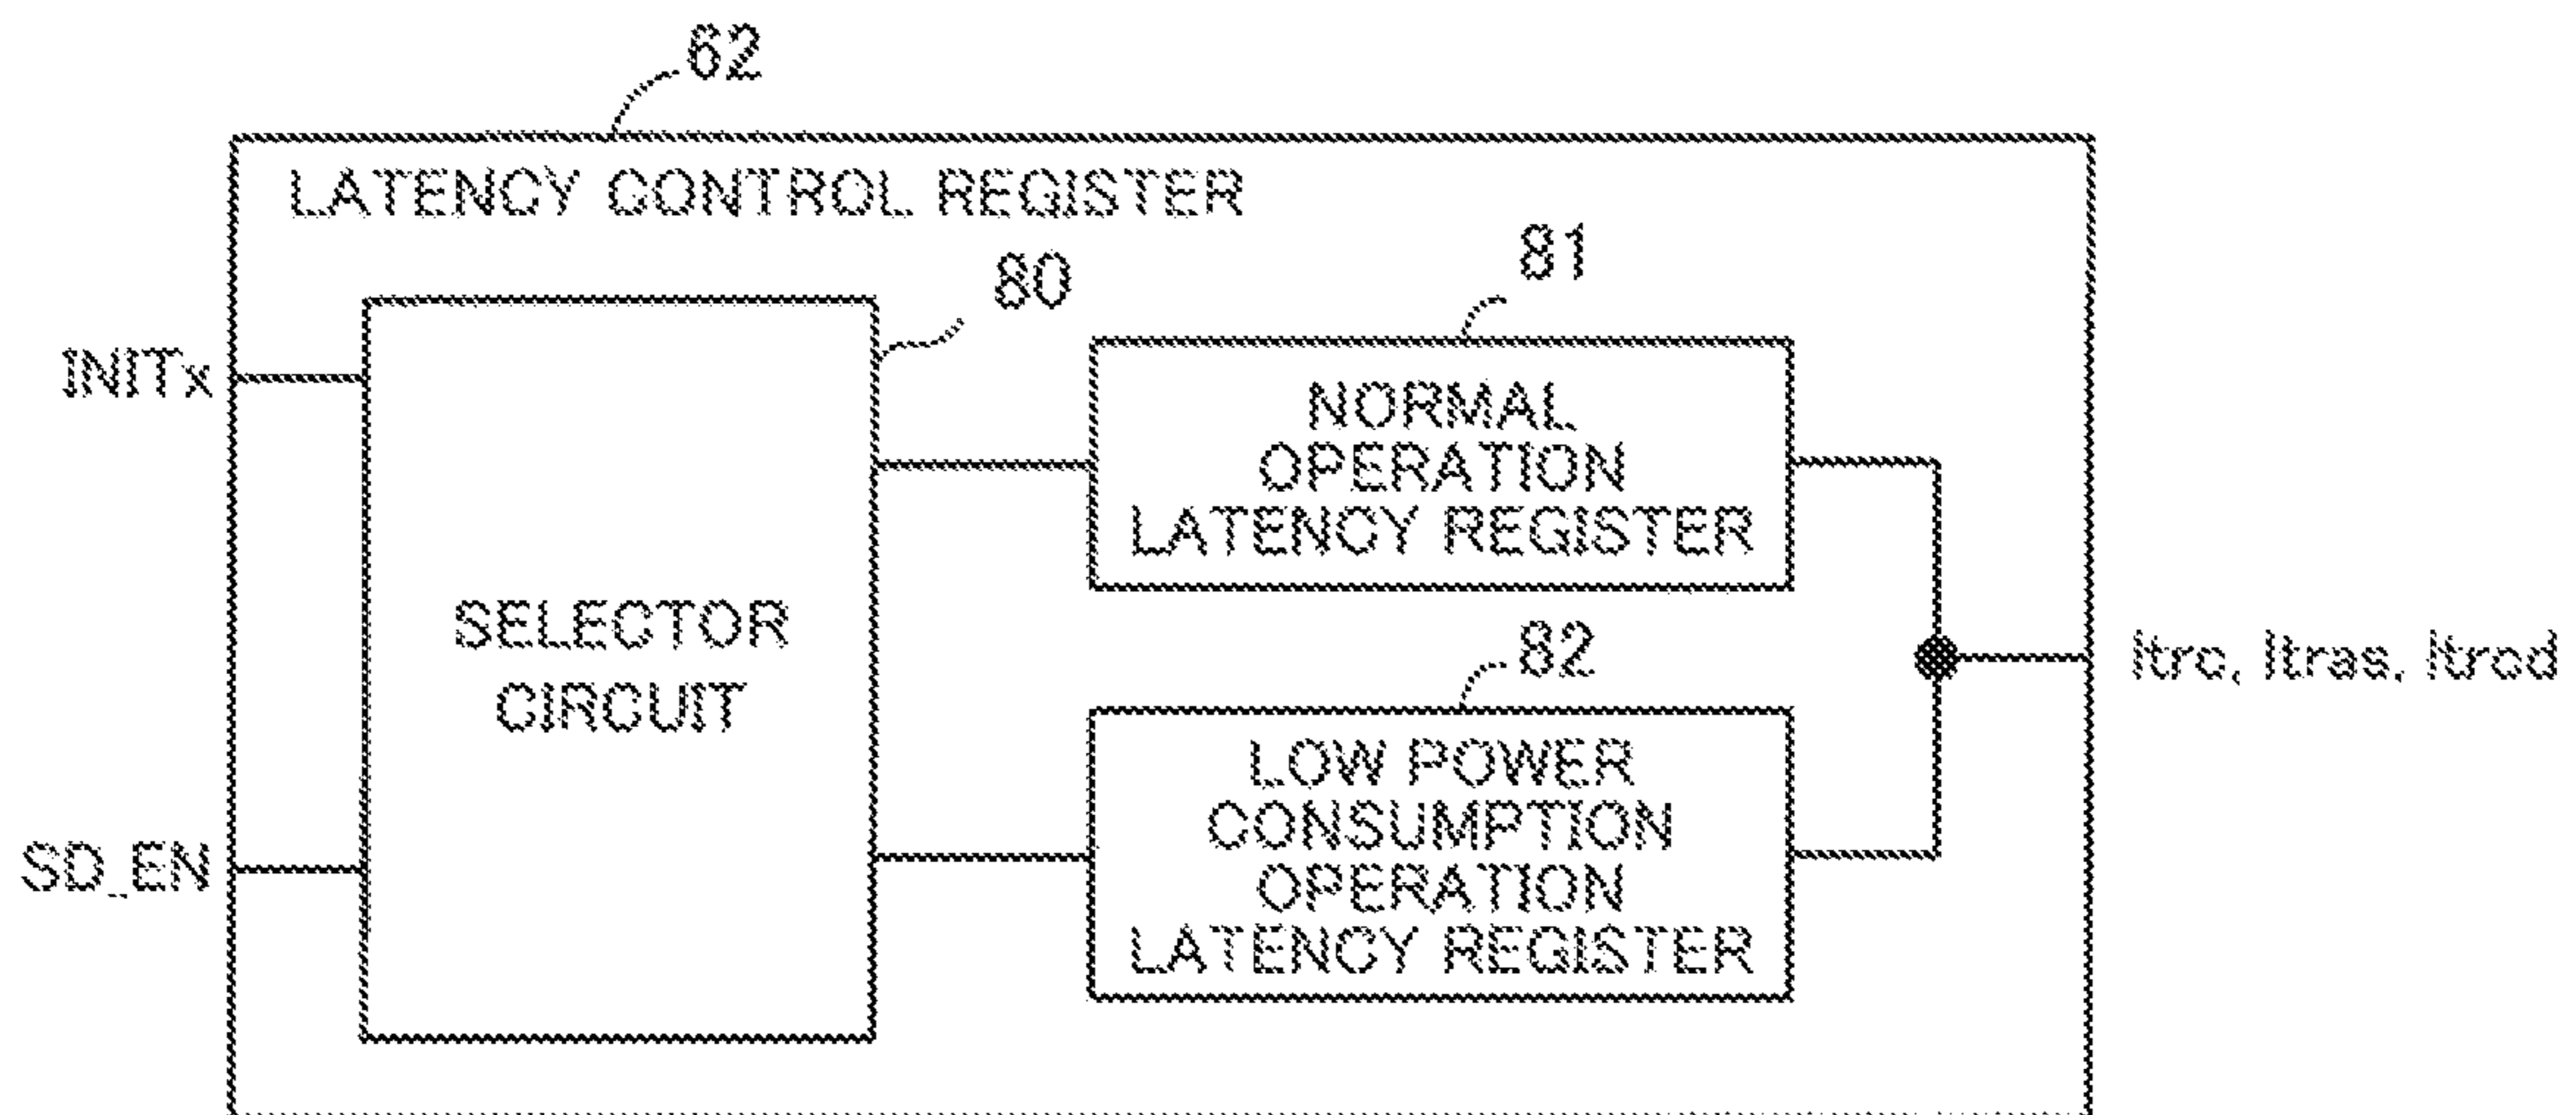 62
LATENCY CONTROL REGISTER
80
81
INITx
NORMAL
OPERATION
LATENCY REGISTER
SELECTOR
CIRCUIT
82
ltrc, ltras, ltrcd
LOW POWER
CONSUMPTION
OPERATION
LATENCY REGISTER
SD_EN